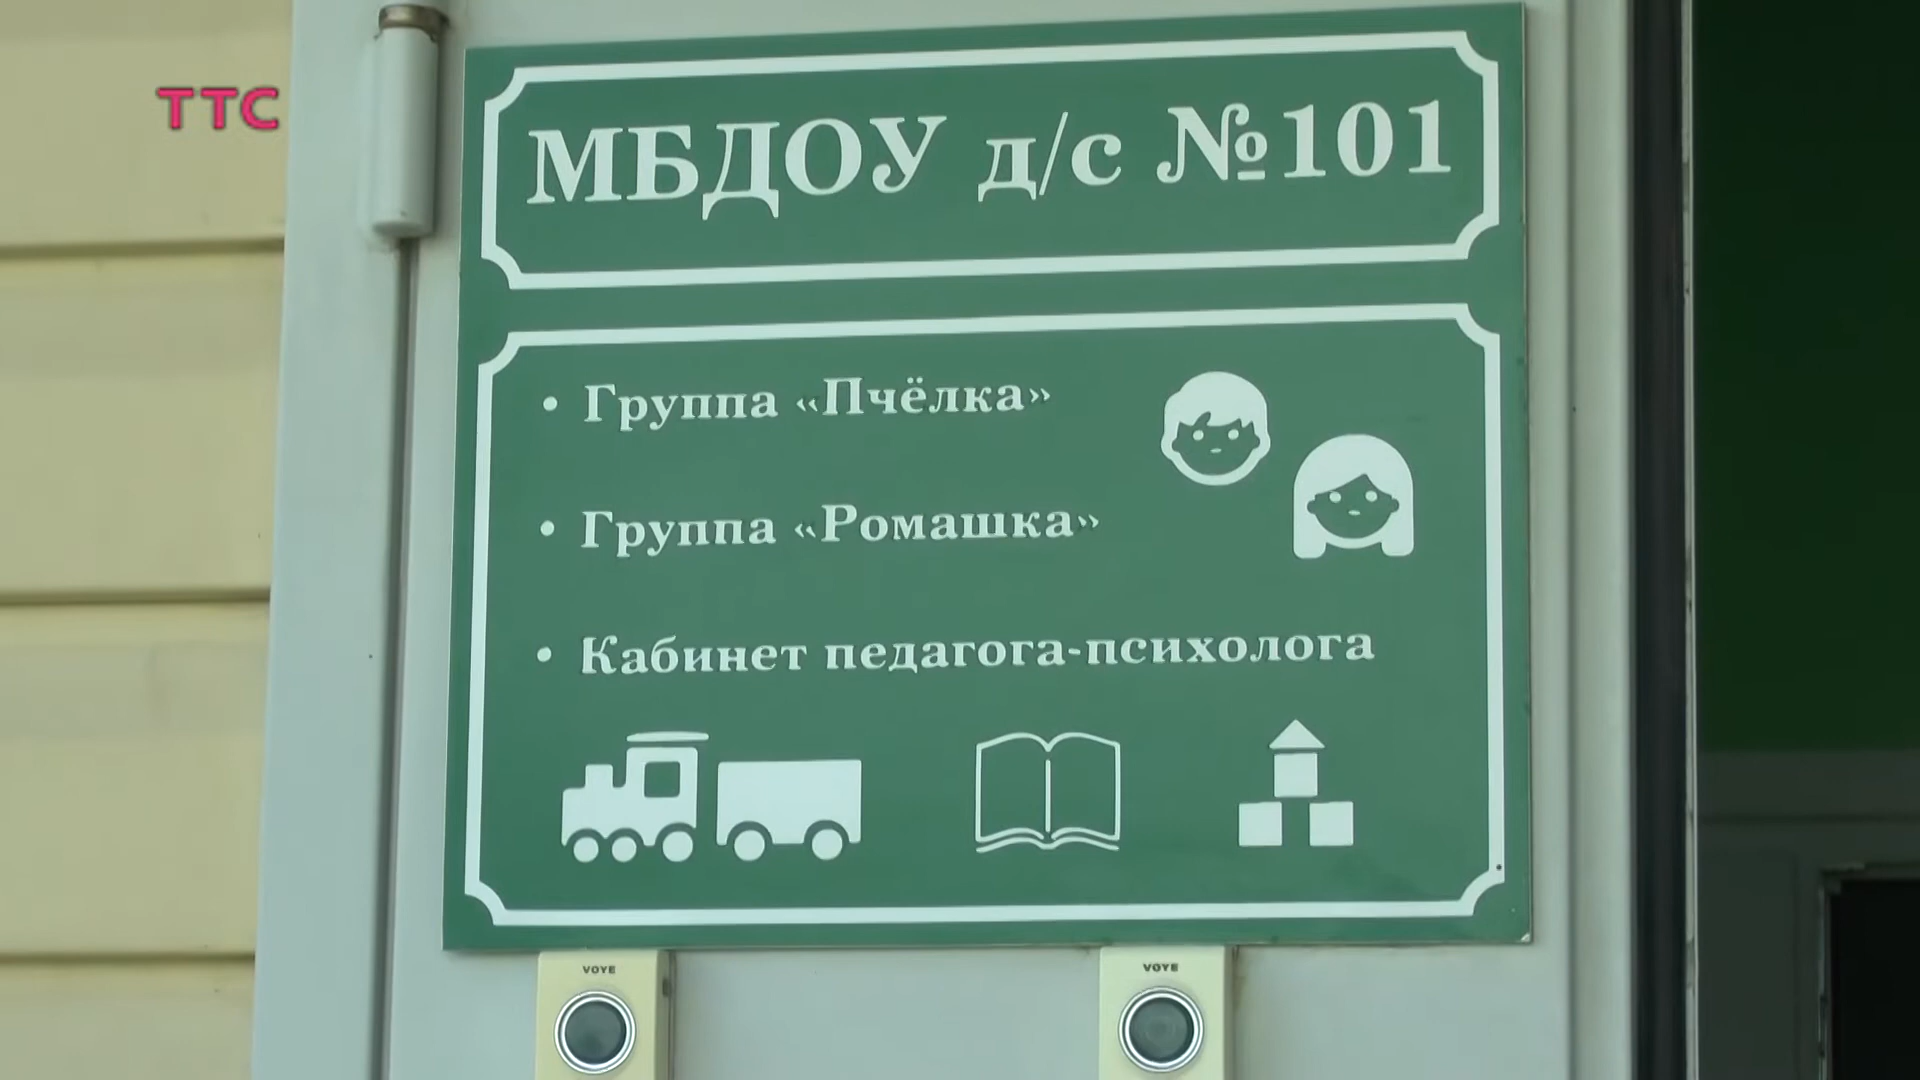 ТТС
МБДОУ д/с №101
• Группа «Пчёлка»
• Группа «Ромашка»
• Кабинет педагога-психолога
VOYE VOYE